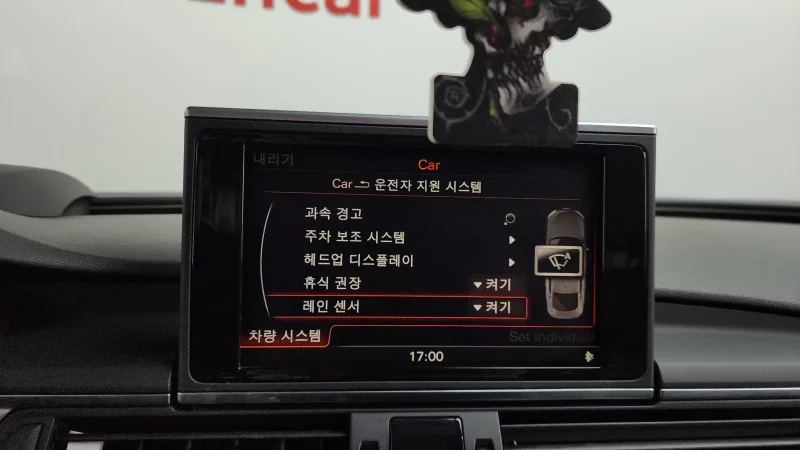 Encar
내리기
Car
Car 운전자 지원 시스템
과속 경고
주차 보조 시스템
헤드업 디스플레이
휴식 권장 켜기
레인 센서 켜기
A
차량 시스템
Set individual
17:00